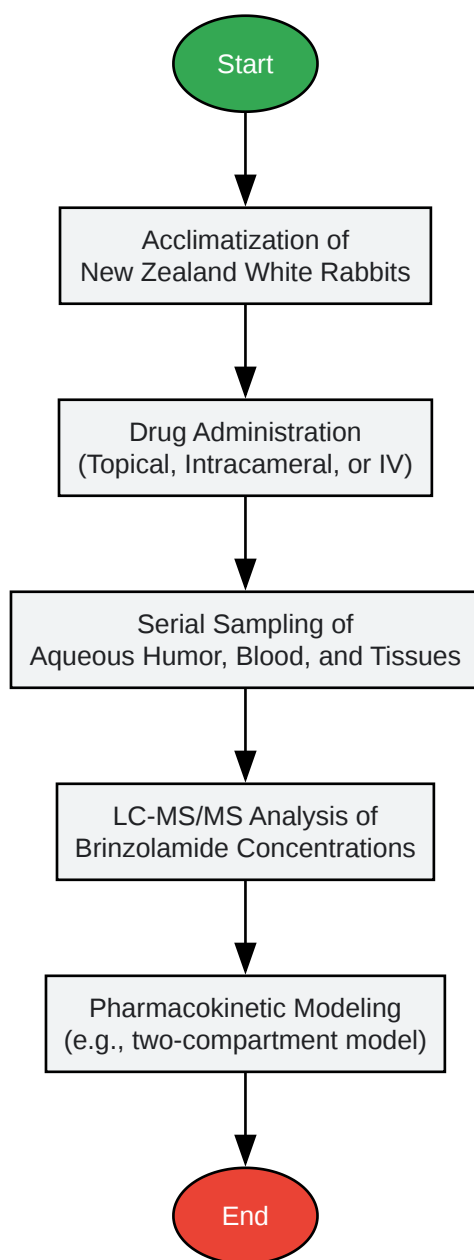 Start
Acclimatization of
New Zealand White Rabbits
Drug Administration
(Topical, Intracameral, or IV)
Serial Sampling of
Aqueous Humor, Blood, and Tissues
LC-MS/MS Analysis of
Brinzolamide Concentrations
Pharmacokinetic Modeling
(e.g., two-compartment model)
End